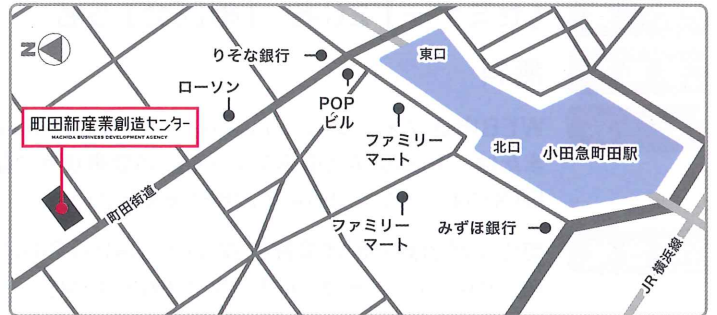 N
りそな銀行
東口
ローソン
POP
ビル
町田新産業創造センター
MACHIDA BUSINESS DEVELOPMENT AGENCY
ファミリー
マート
北口
小田急町田駅
町田街道
ファミリー
マート
みずほ銀行
JR 横浜線